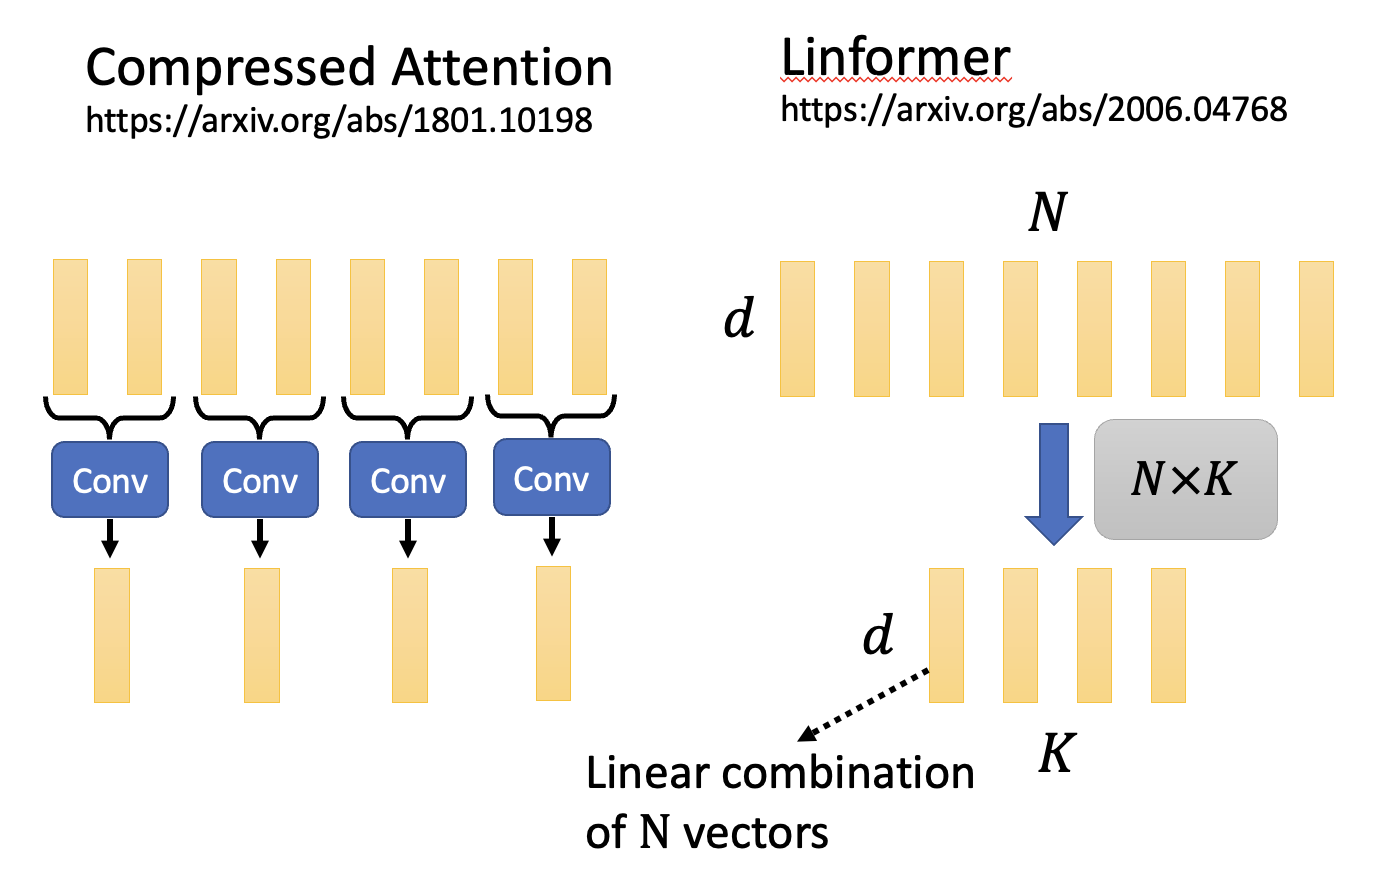 Compressed Attention
https://arxiv.org/abs/1801.10198
Linformer
https://arxiv.org/abs/2006.04768
Conv
Conv
Conv
Conv
N
d
N×K
d
K
Linear combination
of N vectors